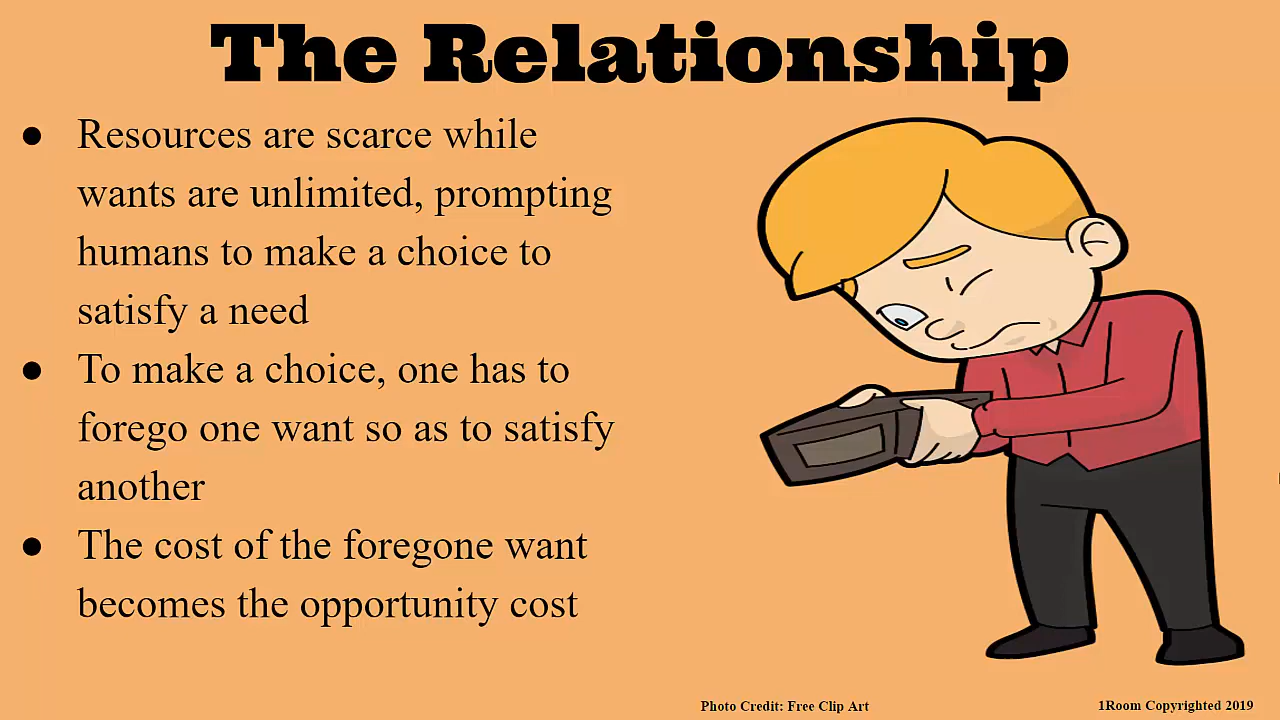 The Relationship
● Resources are scarce while
wants are unlimited, prompting
humans to make a choice to
satisfy a need
● To make a choice, one has to
forego one want so as to satisfy
another
● The cost of the foregone want
becomes the opportunity cost
Photo Credit: Free Clip Art
1Room Copyrighted 2019